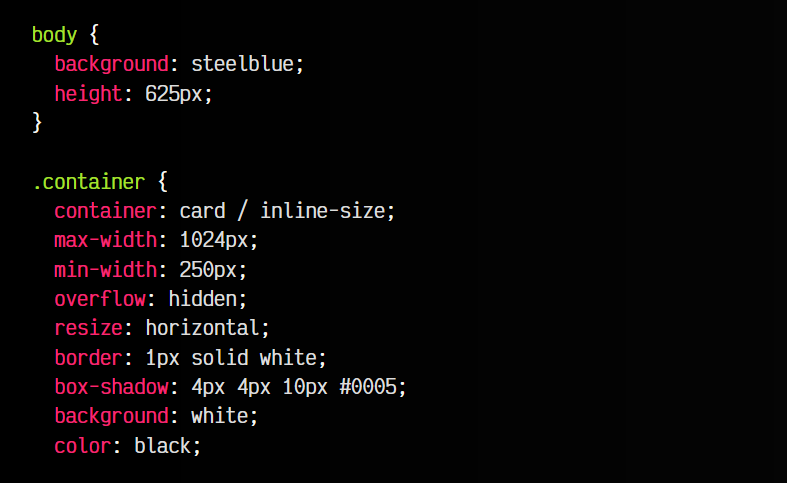 body {
  background: steelblue;
  height: 625px;
}

.container {
  container: card / inline-size;
  max-width: 1024px;
  min-width: 250px;
  overflow: hidden;
  resize: horizontal;
  border: 1px solid white;
  box-shadow: 4px 4px 10px #0005;
  background: white;
  color: black;